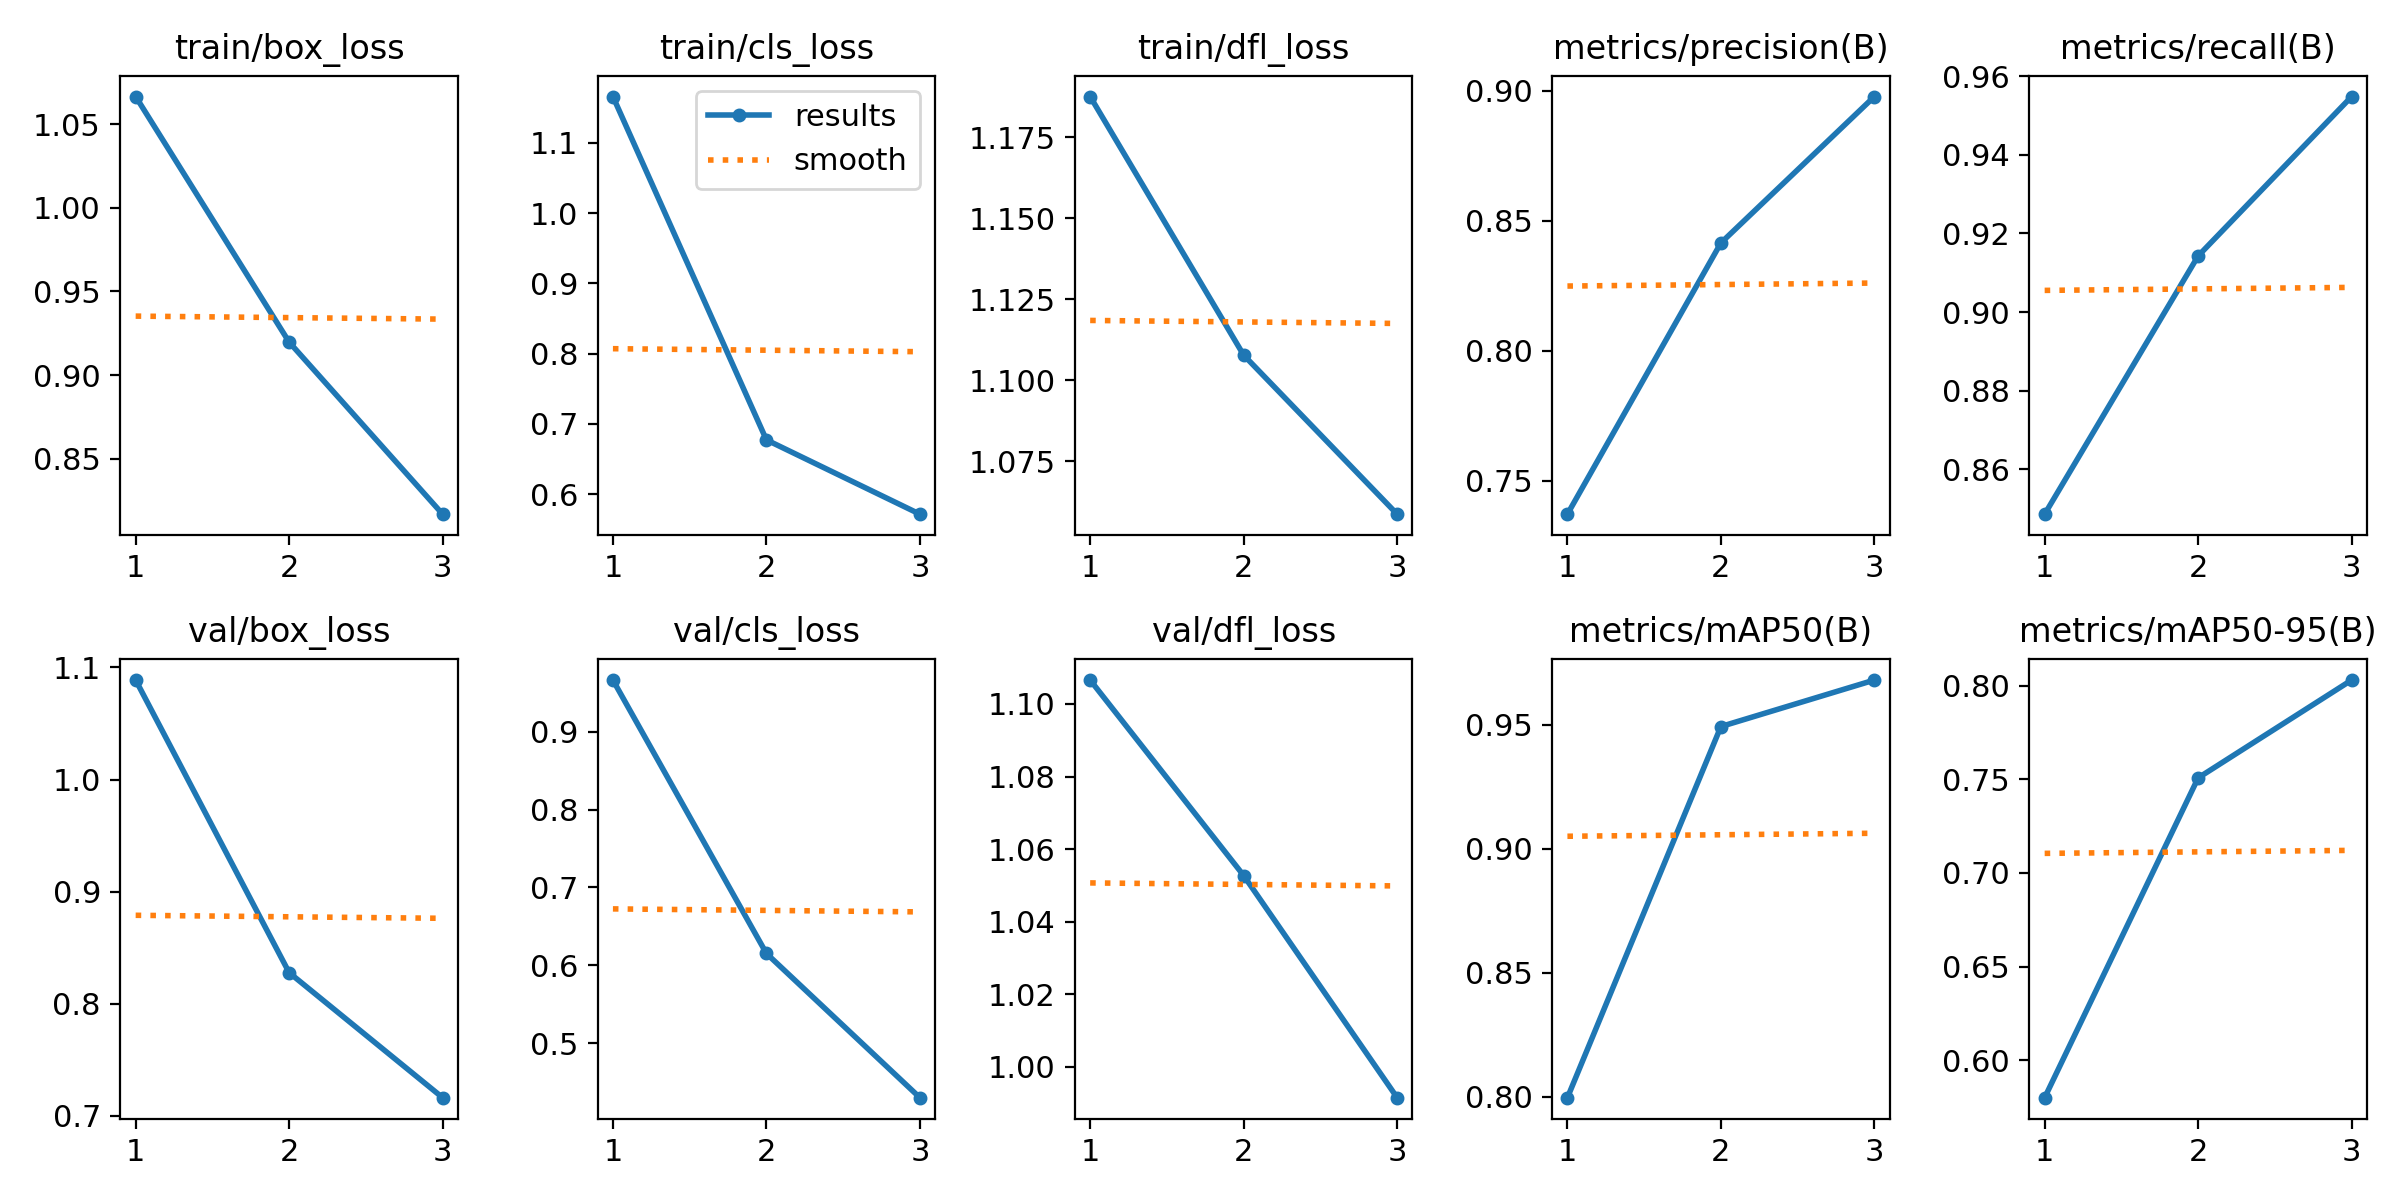 train/box_loss
1.05
1.00
0.95
0.90
0.85
1 2 3
train/cls_loss
results
smooth
1.1
1.0
0.9
0.8
0.7
0.6
1 2 3
train/dfl_loss
1.175
1.150
1.125
1.100
1.075
1 2 3
metrics/precision(B)
0.90
0.85
0.80
0.75
1 2 3
metrics/recall(B)
0.96
0.94
0.92
0.90
0.88
0.86
1 2 3
val/box_loss
1.1
1.0
0.9
0.8
0.7
1 2 3
val/cls_loss
0.9
0.8
0.7
0.6
0.5
1 2 3
val/dfl_loss
1.10
1.08
1.06
1.04
1.02
1.00
1 2 3
metrics/mAP50(B)
0.95
0.90
0.85
0.80
1 2 3
metrics/mAP50-95(B)
0.80
0.75
0.70
0.65
0.60
1 2 3